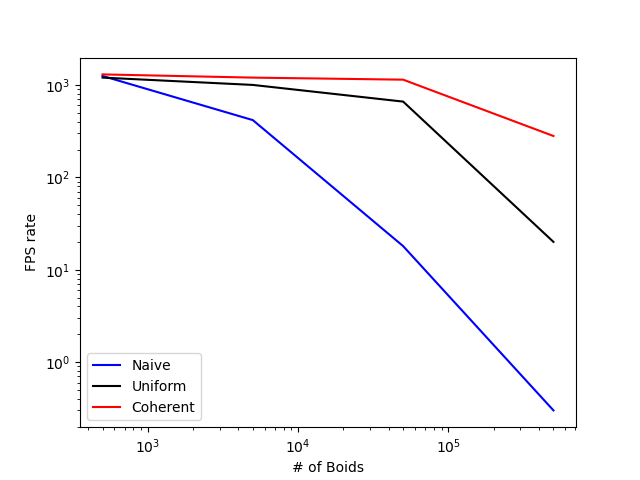 10³
10²
10¹
10⁰
FPS rate
Naive
Uniform
Coherent
10³ 10⁴ 10⁵
# of Boids